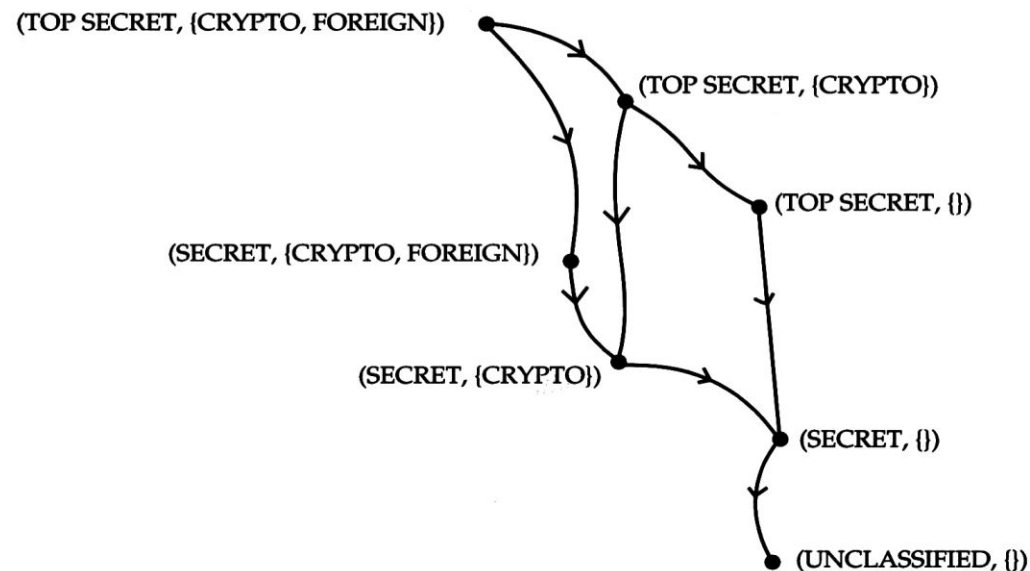 (TOP SECRET, {CRYPTO, FOREIGN})
(TOP SECRET, {CRYPTO})
(TOP SECRET, {})
(SECRET, {CRYPTO, FOREIGN})
(SECRET, {CRYPTO})
(SECRET, {})
(UNCLASSIFIED, {})